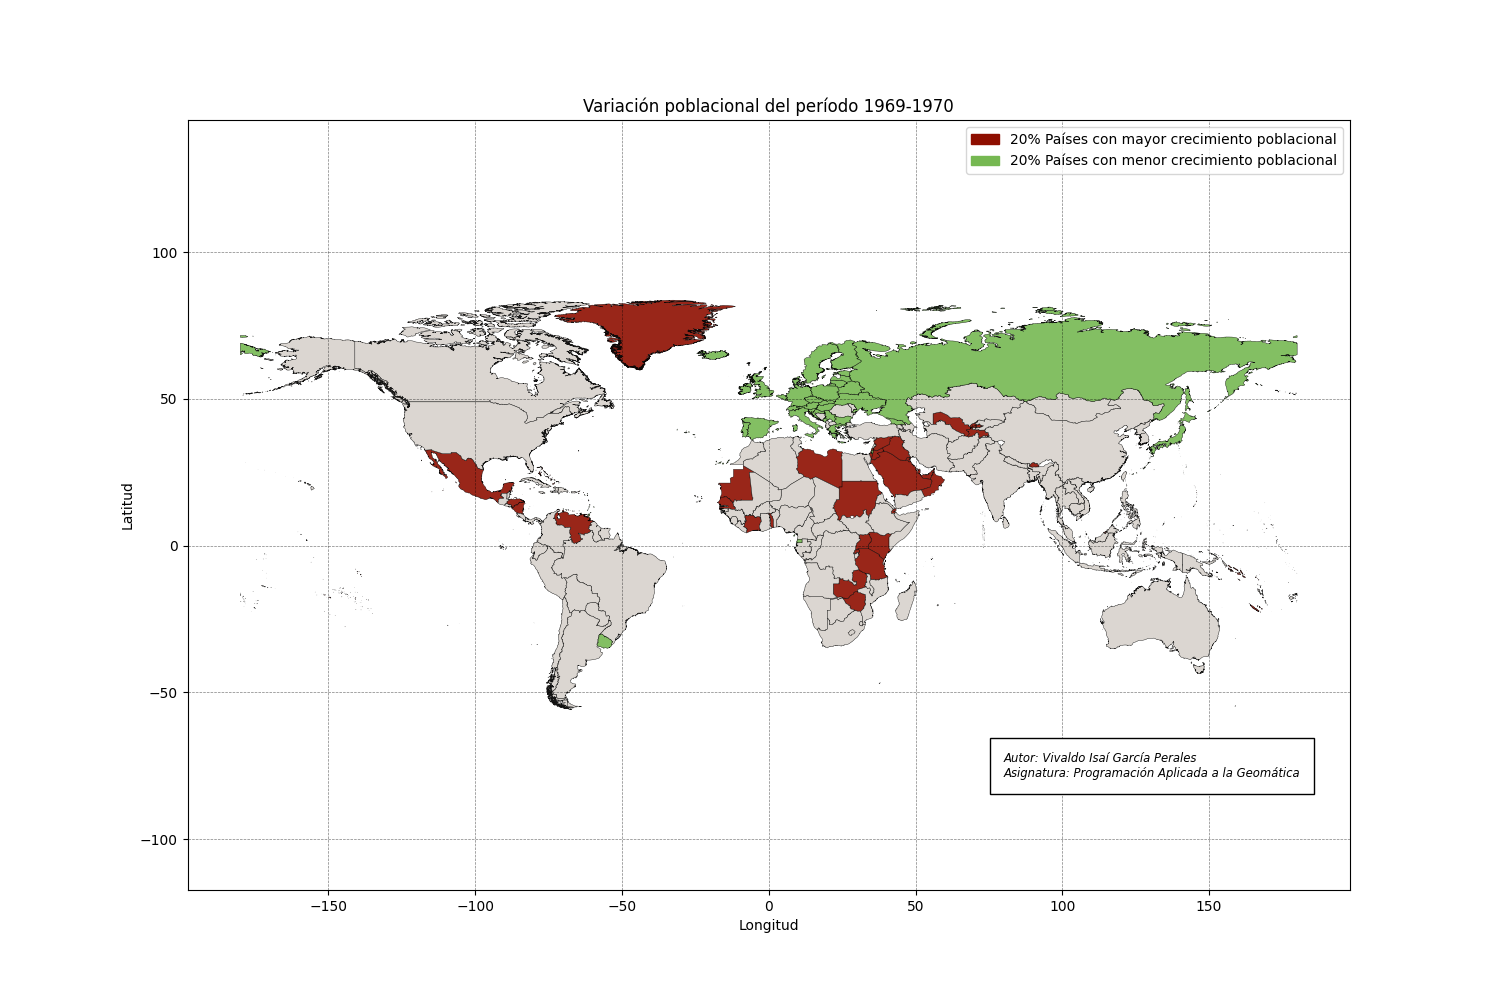 Variación poblacional del período 1969-1970
20% Países con mayor crecimiento poblacional
20% Países con menor crecimiento poblacional
100
50
0
−50
−100
Latitud
Autor: Vivaldo Isaí García Perales
Asignatura: Programación Aplicada a la Geomática
−150
−100
−50
0
50
100
150
Longitud